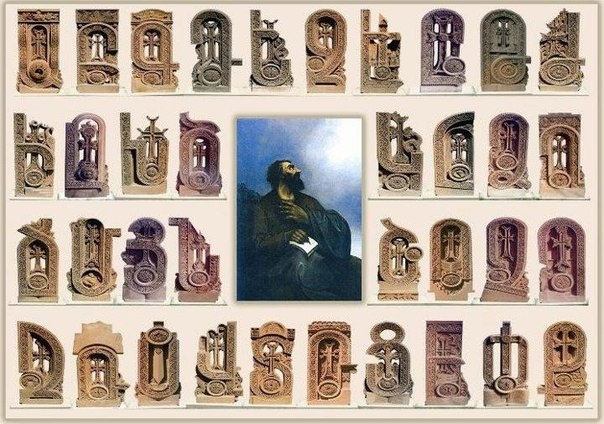 Ա Բ Գ Դ Ե Զ Է Ը Թ Ժ
Ի Լ Խ Ծ Կ Հ Ձ Ղ
Ճ Մ Յ Ն Շ Ո Չ Պ
Ջ Ռ Ս Վ Տ Ր Ց Ւ Փ Ք